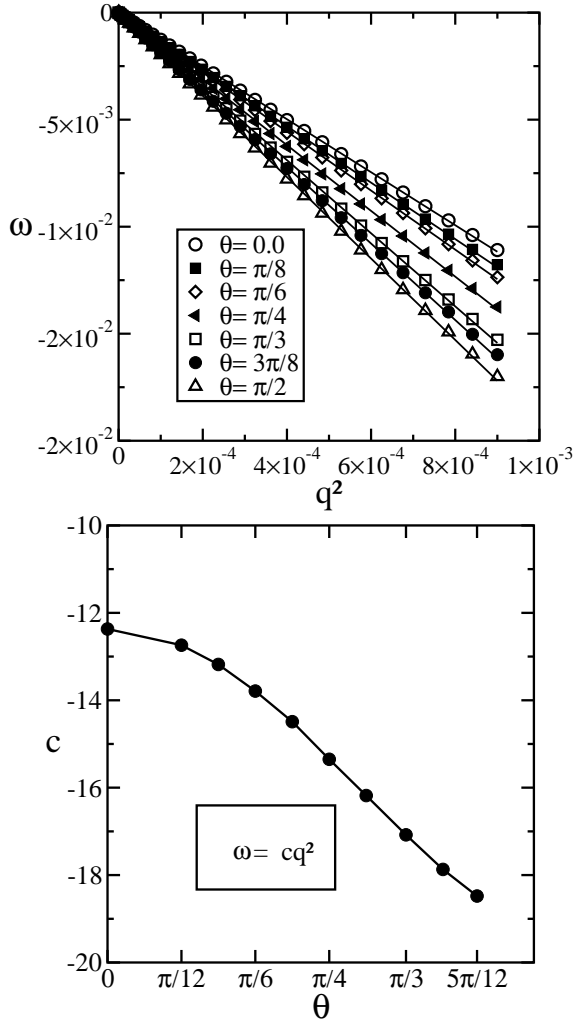 0
-5×10⁻³
-1×10⁻²
-2×10⁻²
-2×10⁻²
ω
θ= 0.0
θ= π/8
θ= π/6
θ= π/4
θ= π/3
θ= 3π/8
θ= π/2
0 2×10⁻⁴ 4×10⁻⁴ 6×10⁻⁴ 8×10⁻⁴ 1×10⁻³
q²
-10
-12
-14
-16
-18
-20
c
ω= cq²
0 π/12 π/6 π/4 π/3 5π/12
θ